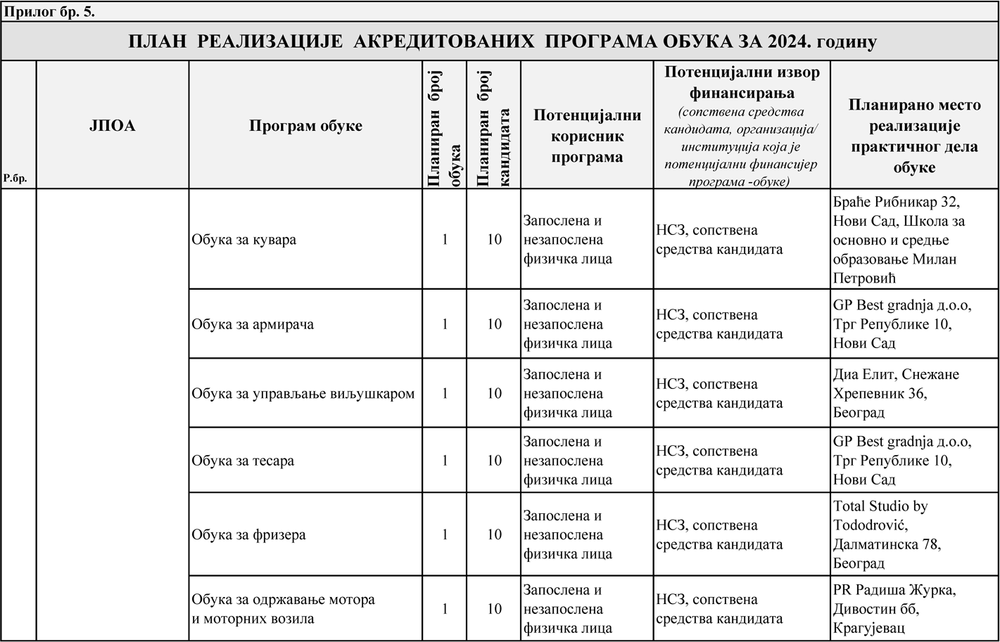 Прилог бр. 5.
ПЛАН РЕАЛИЗАЦИЈЕ АКРЕДИТОВАНИХ ПРОГРАМА ОБУКА ЗА 2024. годину
Р.бр.
ЈПОА
Програм обуке
Планиран број
обука
Планиран број
кандидата
Потенцијални
корисник
програма
Потенцијални извор
финансирања
(сопствена средства
кандидата, организација/
институција која је
потенцијални финансијер
програма -обуке)
Планирано место
реализације
практичног дела
обуке
Обука за кувара
1
10
Запослена и
незапослена
физичка лица
НСЗ, сопствена
средства кандидата
Браће Рибникар 32,
Нови Сад, Школа за
основно и средње
образовање Милан
Петровић
Обука за армирача
1
10
Запослена и
незапослена
физичка лица
НСЗ, сопствена
средства кандидата
GP Best gradnja д.о.о,
Трг Републике 10,
Нови Сад
Обука за управљање виљушкаром
1
10
Запослена и
незапослена
физичка лица
НСЗ, сопствена
средства кандидата
Диа Елит, Снежане
Хрепевник 36,
Београд
Обука за тесара
1
10
Запослена и
незапослена
физичка лица
НСЗ, сопствена
средства кандидата
GP Best gradnja д.о.о,
Трг Републике 10,
Нови Сад
Обука за фризера
1
10
Запослена и
незапослена
физичка лица
НСЗ, сопствена
средства кандидата
Total Studio by
Tododrović,
Далматинска 78,
Београд
Обука за одржавање мотора
и моторних возила
1
10
Запослена и
незапослена
физичка лица
НСЗ, сопствена
средства кандидата
PR Радиша Журка,
Дивостин бб,
Крагујевац